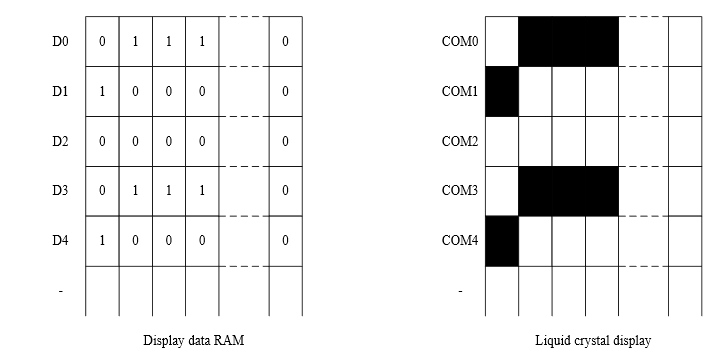 D0 0 1 1 1 0 COM0
D1 1 0 0 0 0 COM1
D2 0 0 0 0 0 COM2
D3 0 1 1 1 0 COM3
D4 1 0 0 0 0 COM4
- -
Display data RAM Liquid crystal display